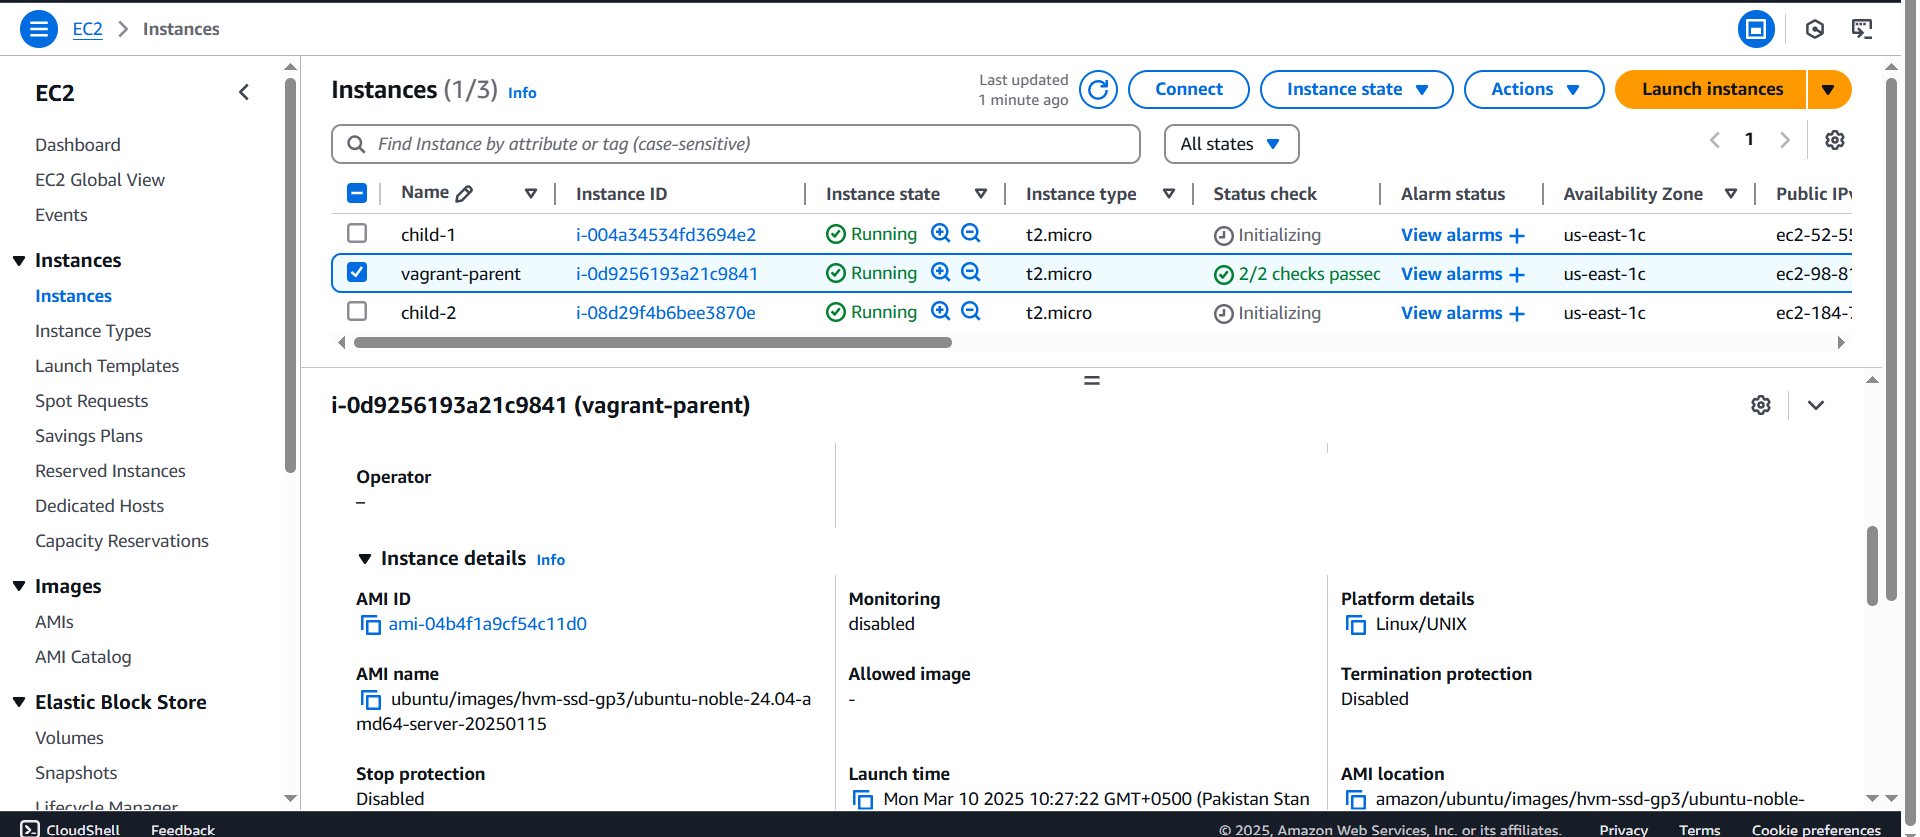 EC2 > Instances
EC2
Dashboard
EC2 Global View
Events
Instances
Instances
Instance Types
Launch Templates
Spot Requests
Savings Plans
Reserved Instances
Dedicated Hosts
Capacity Reservations
Images
AMIs
AMI Catalog
Elastic Block Store
Volumes
Snapshots
Lifecycle Manager
Instances (1/3) Info
Last updated
1 minute ago
Connect
Instance state
Actions
Launch instances
Find Instance by attribute or tag (case-sensitive)
All states
1
Name Instance ID Instance state Instance type Status check Alarm status Availability Zone Public IPv
child-1 i-004a34534fd3694e2 Running t2.micro Initializing View alarms + us-east-1c ec2-52-55
vagrant-parent i-0d9256193a21c9841 Running t2.micro 2/2 checks passed View alarms + us-east-1c ec2-98-81
child-2 i-08d29f4b6bee3870e Running t2.micro Initializing View alarms + us-east-1c ec2-184-7
i-0d9256193a21c9841 (vagrant-parent)
Operator
–
Instance details Info
AMI ID
ami-04b4f1a9cf54c11d0
Monitoring
disabled
Platform details
Linux/UNIX
AMI name
ubuntu/images/hvm-ssd-gp3/ubuntu-noble-24.04-a
md64-server-20250115
Allowed image
-
Termination protection
Disabled
Stop protection
Disabled
Launch time
Mon Mar 10 2025 10:27:22 GMT+0500 (Pakistan Stan
AMI location
amazon/ubuntu/images/hvm-ssd-gp3/ubuntu-noble-
CloudShell Feedback © 2025, Amazon Web Services, Inc. or its affiliates. Privacy Terms Cookie preferences